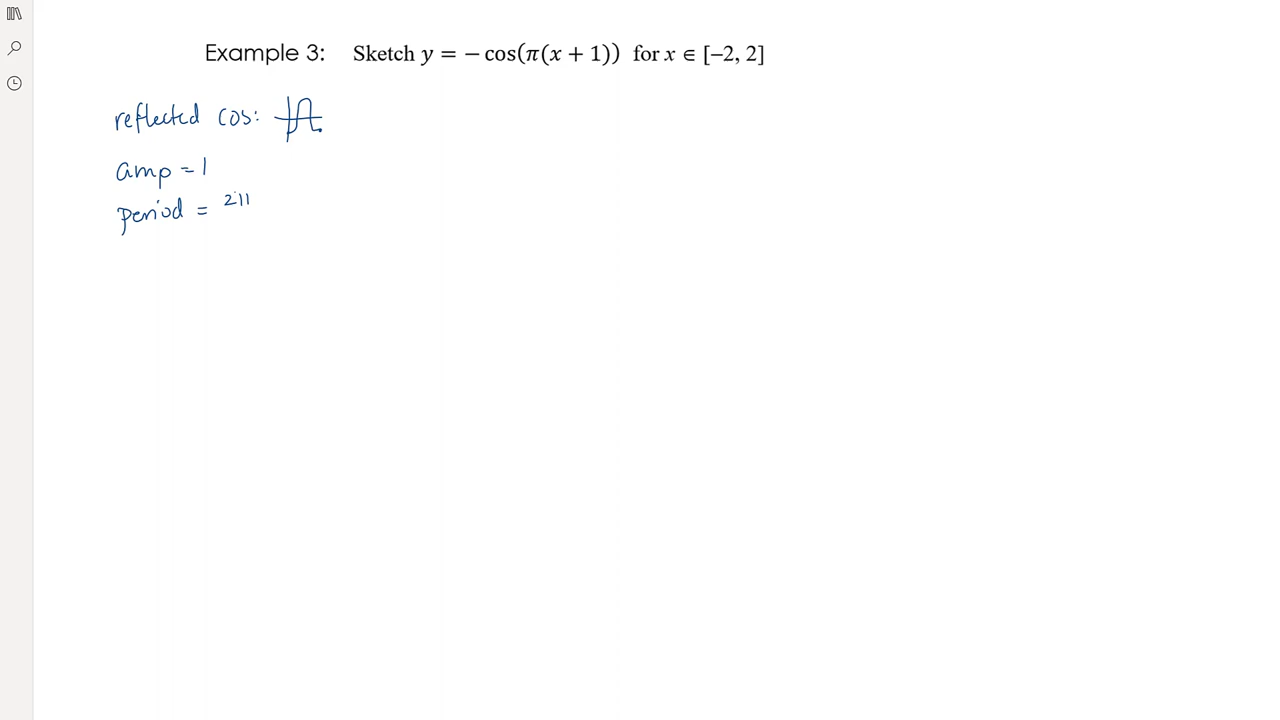 Example 3: Sketch y = − cos(π(x + 1)) for x ∈ [−2, 2]
reflected cos:
amp = 1
period = 2π